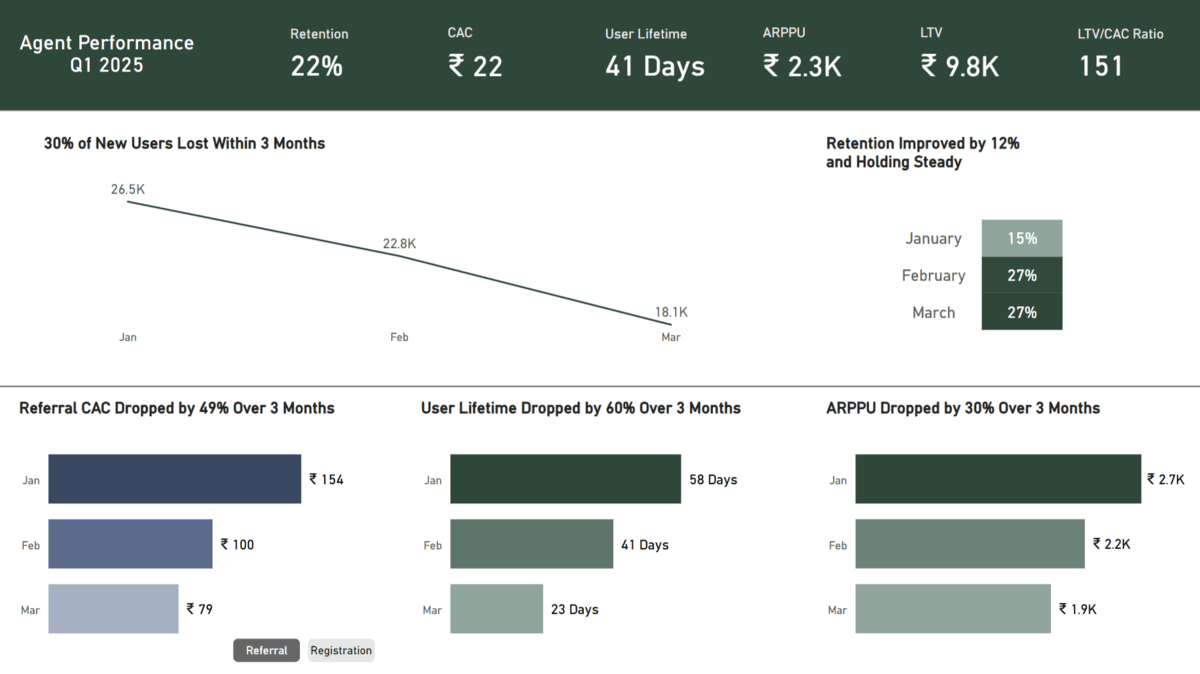 Agent Performance
Q1 2025
Retention
22%
CAC
₹ 22
User Lifetime
41 Days
ARPPU
₹ 2.3K
LTV
₹ 9.8K
LTV/CAC Ratio
151
30% of New Users Lost Within 3 Months
26.5K
22.8K
18.1K
Jan
Feb
Mar
Retention Improved by 12%
and Holding Steady
January 15%
February 27%
March 27%
Referral CAC Dropped by 49% Over 3 Months
Jan ₹ 154
Feb ₹ 100
Mar ₹ 79
Referral
Registration
User Lifetime Dropped by 60% Over 3 Months
Jan 58 Days
Feb 41 Days
Mar 23 Days
ARPPU Dropped by 30% Over 3 Months
Jan ₹ 2.7K
Feb ₹ 2.2K
Mar ₹ 1.9K